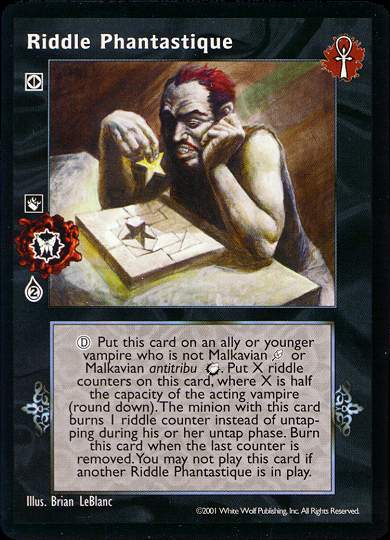 Riddle Phantastique
2
D Put this card on an ally or younger
vampire who is not Malkavian or
Malkavian antitribu . Put X riddle
counters on this card, where X is half
the capacity of the acting vampire
(round down). The minion with this card
burns 1 riddle counter instead of untap-
ping during his or her untap phase. Burn
this card when the last counter is
removed. You may not play this card if
another Riddle Phantastique is in play.
Illus. Brian LeBlanc
©2001 White Wolf Publishing, Inc. All Rights Reserved.